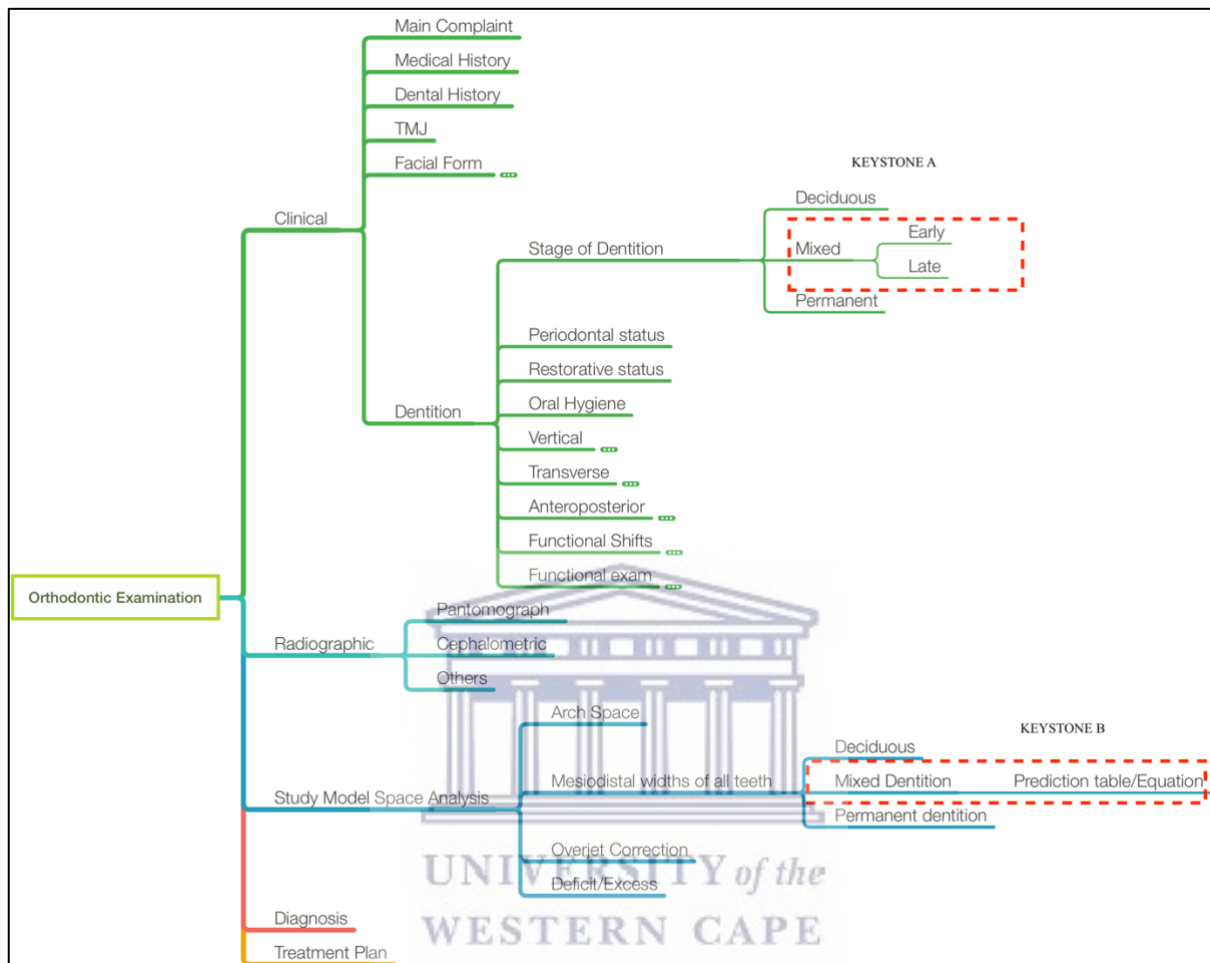 Main Complaint
Medical History
Dental History
TMJ
Facial Form
KEYSTONE A
Deciduous
Clinical
Early
Stage of Dentition
Mixed
Late
Permanent
Periodontal status
Restorative status
Oral Hygiene
Dentition
Vertical
Transverse
Anteroposterior
Functional Shifts
Functional exam
Orthodontic Examination
Pantomograph
Radiographic
Cephalometric
Others
Arch Space
KEYSTONE B
Deciduous
Mesiodistal widths of all teeth
Mixed Dentition
Prediction table/Equation
Study Model Space Analysis
Permanent dentition
Overjet Correction
Deficit/Excess
UNIVERSITY of the
WESTERN CAPE
Diagnosis
Treatment Plan